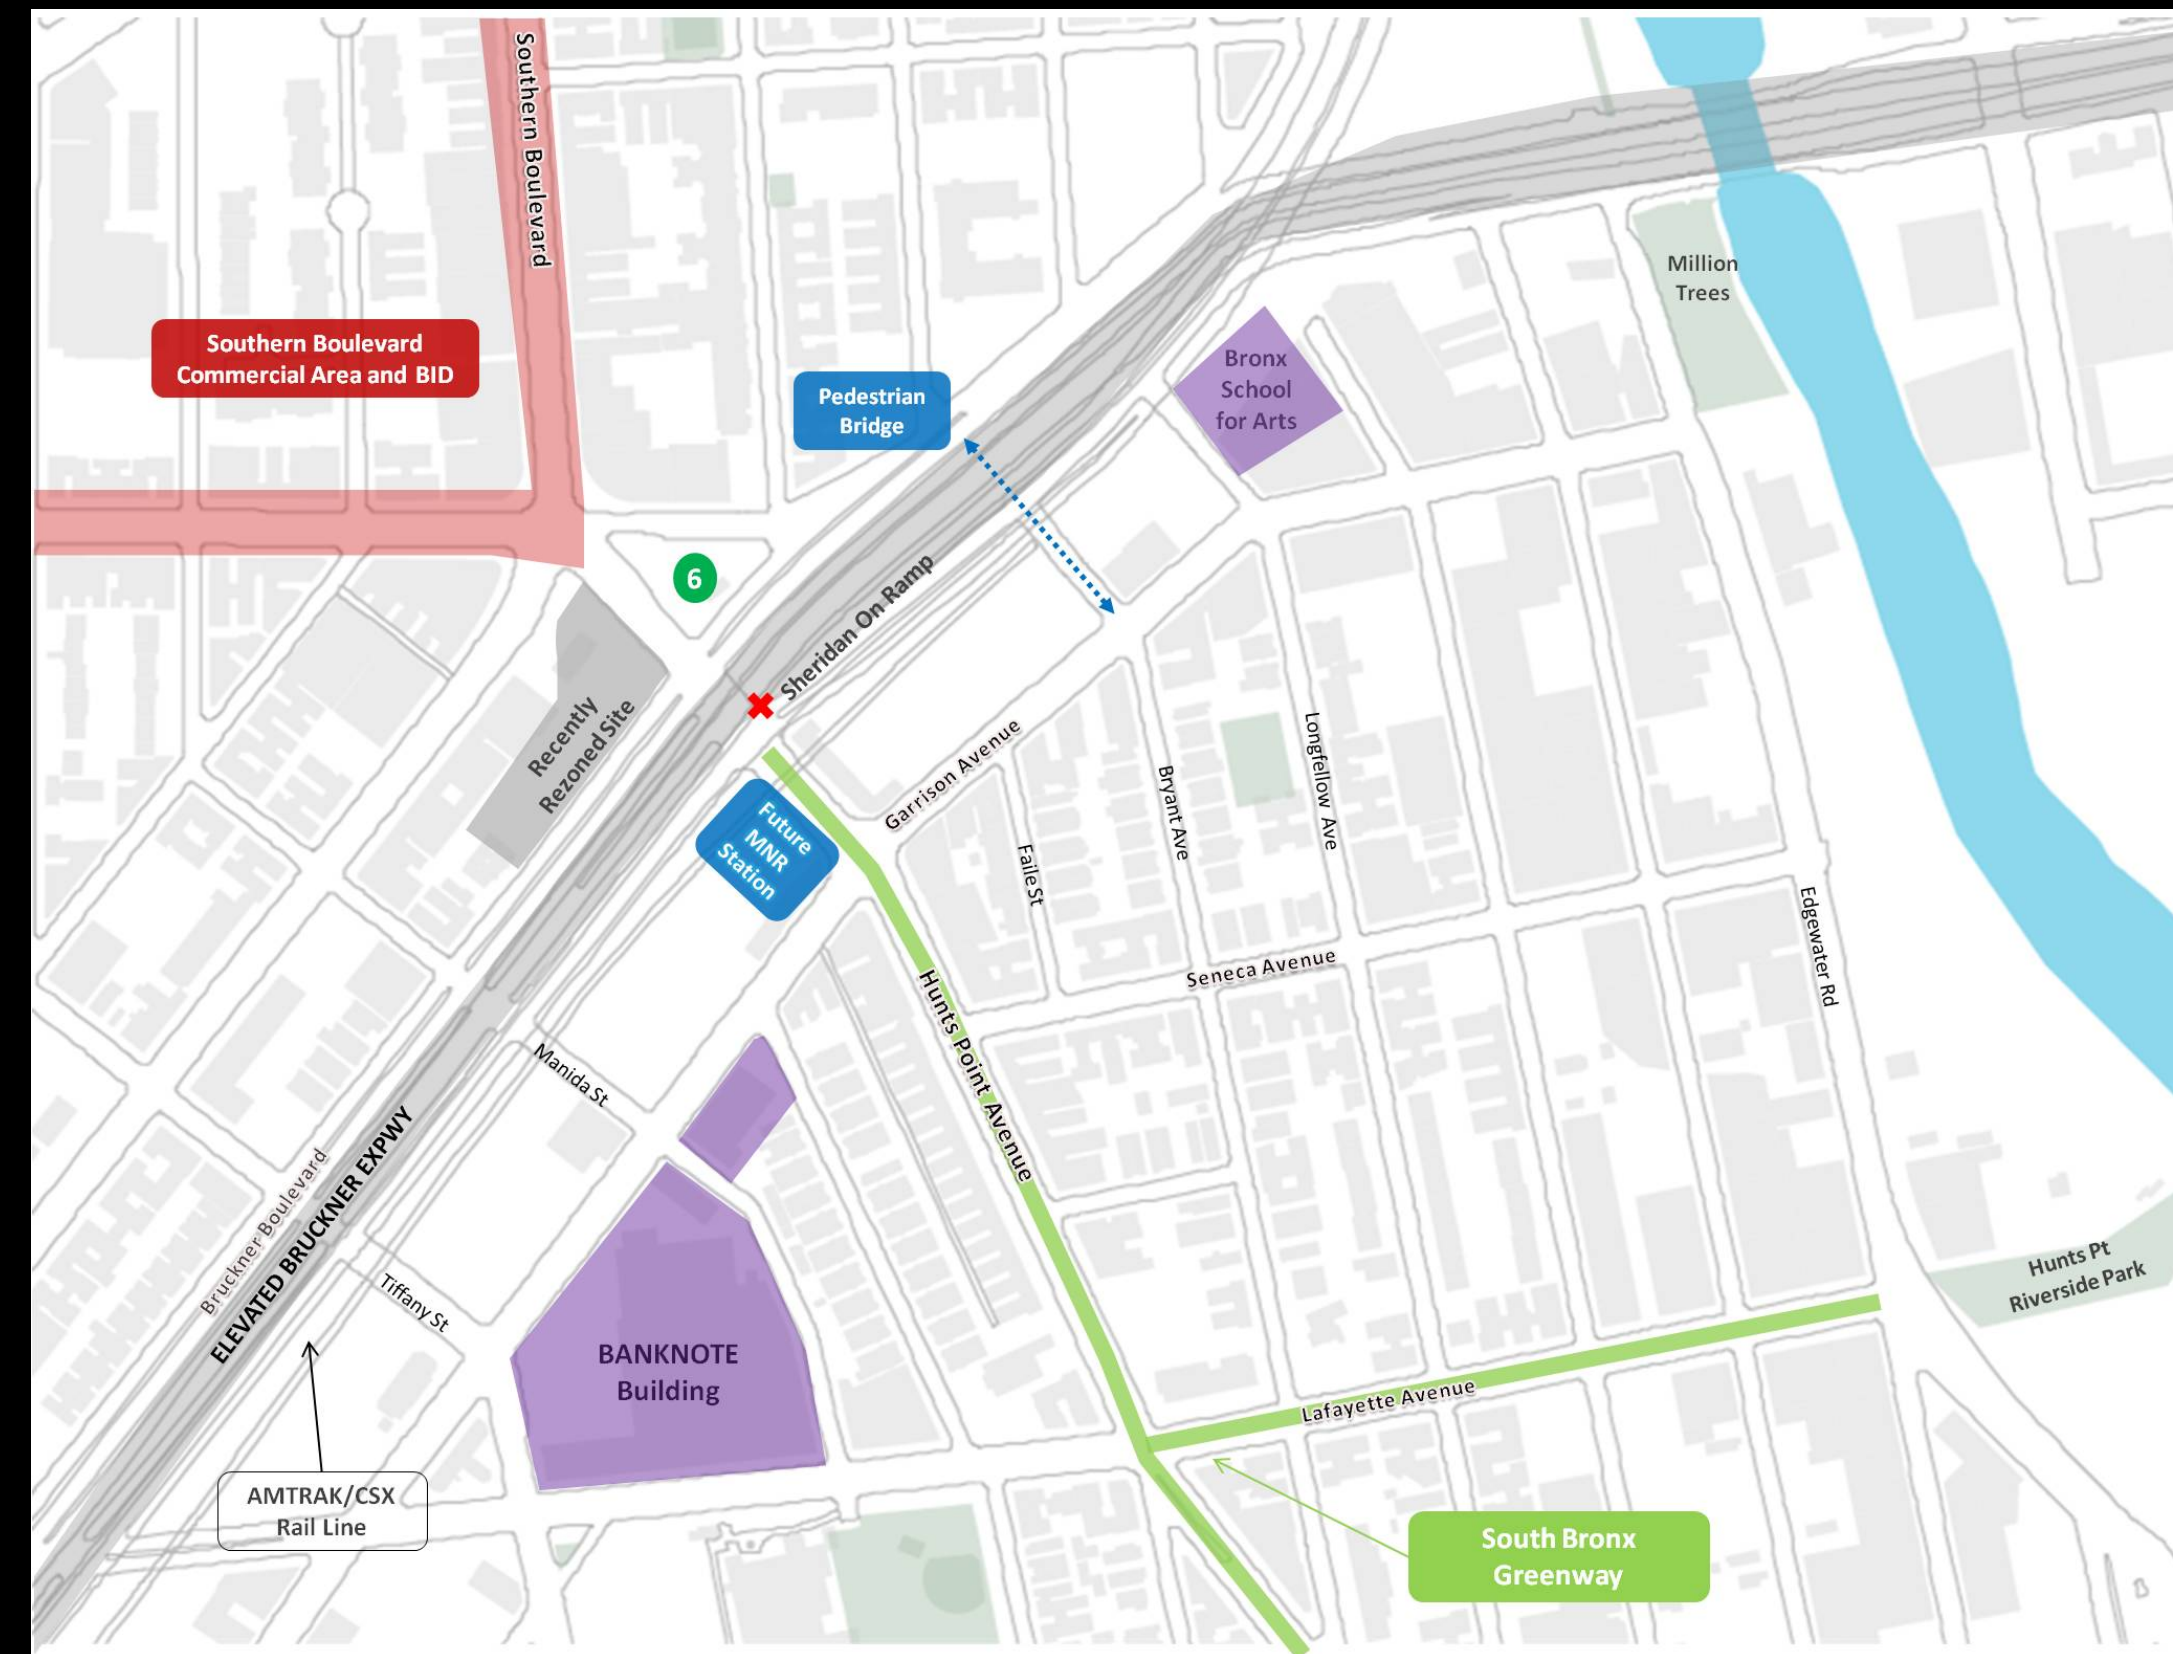 Southern Boulevard
Southern Boulevard
Commercial Area and BID
Pedestrian
Bridge
Bronx
School
for Arts
Million
Trees
6
Sheridan On Ramp
Recently
Rezoned Site
Future
MNR
Station
Garrison Avenue
Faile St
Bryant Ave
Longfellow Ave
Edgewater Rd
Seneca Avenue
Hunts Point Avenue
Manida St
Bruckner Boulevard
ELEVATED BRUCKNER EXPWY
Tiffany St
BANKNOTE
Building
Hunts Pt
Riverside Park
Lafayette Avenue
AMTRAK/CSX
Rail Line
South Bronx
Greenway